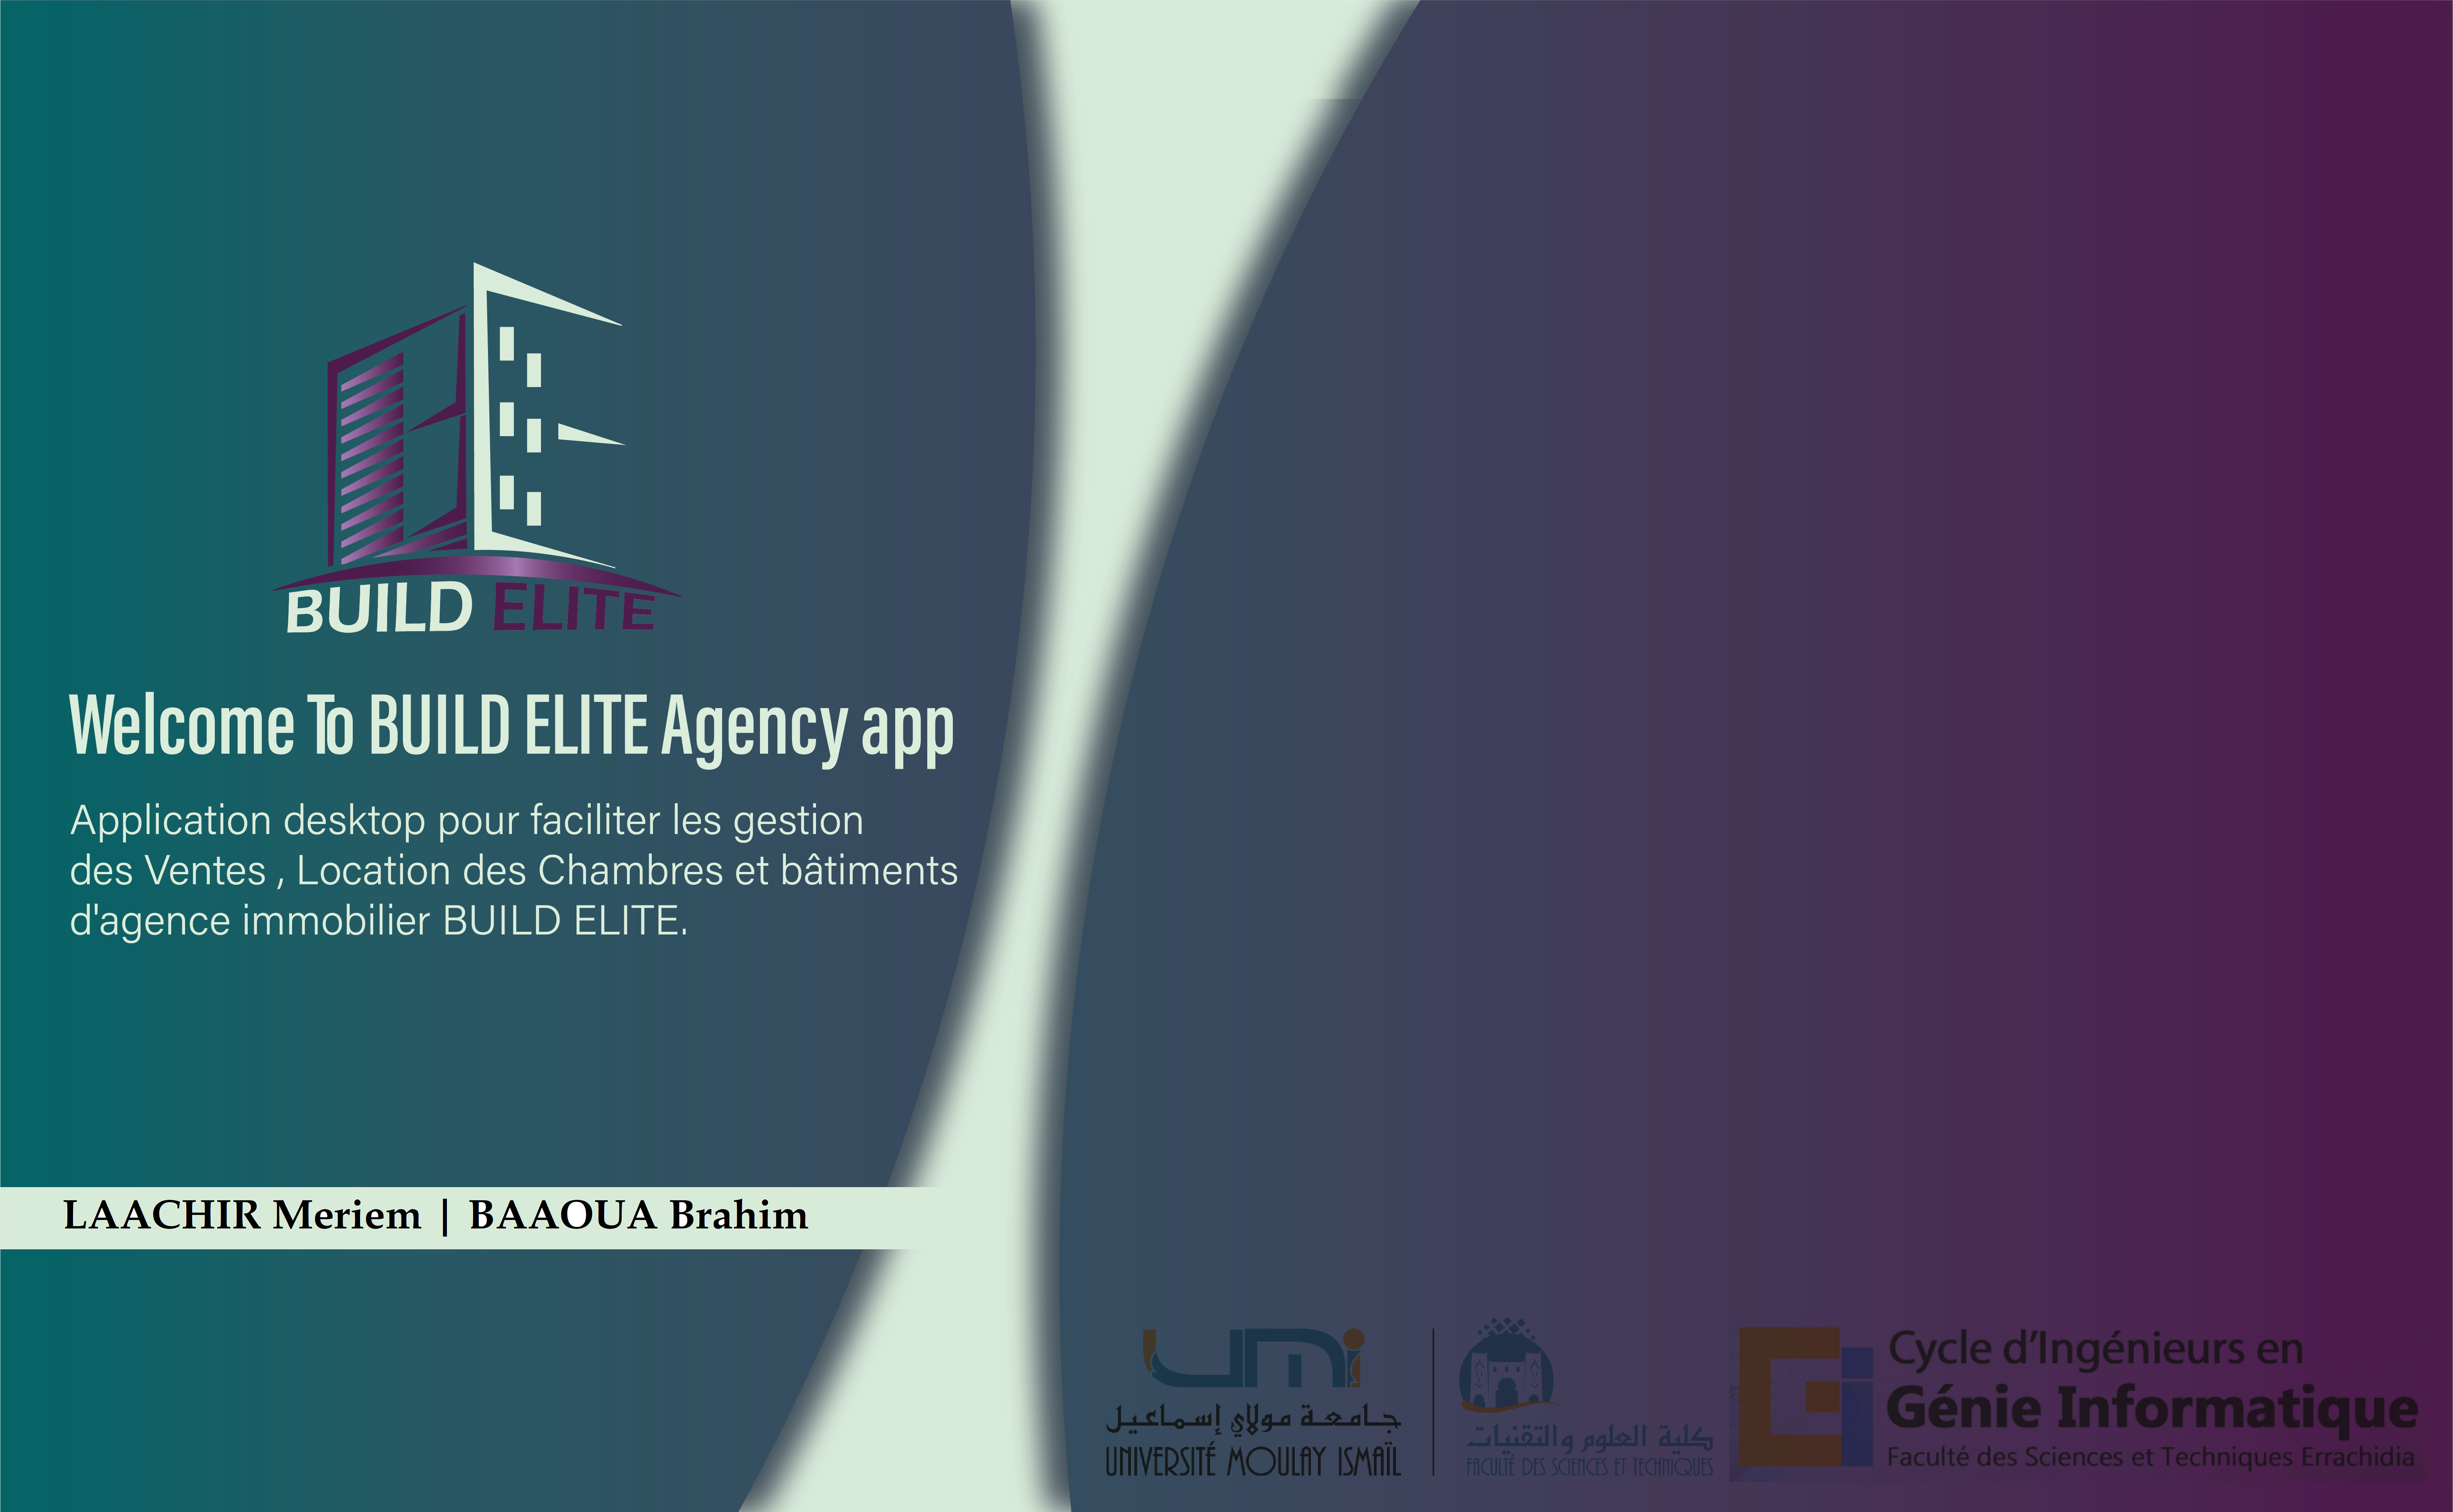 BUILD ELITE
Welcome To BUILD ELITE Agency app
Application desktop pour faciliter les gestion
des Ventes , Location des Chambres et bâtiments
d'agence immobilier BUILD ELITE.
LAACHIR Meriem | BAAOUA Brahim
umi
جامعة مولاي إسماعيل
UNIVERSITÉ MOULAY ISMAÏL
كلية العلوم والتقنيات
FACULTÉ DES SCIENCES ET TECHNIQUES
Cycle d'Ingénieurs en
Génie Informatique
Faculté des Sciences et Techniques Errachidia